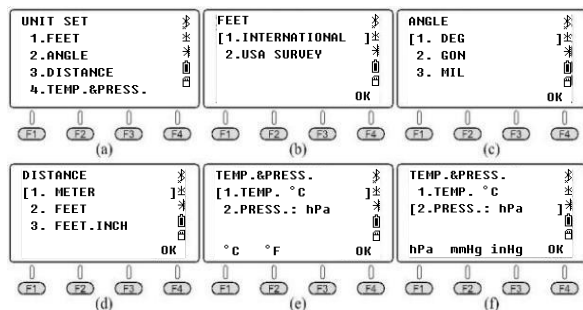 UNIT SET
1.FEET
2.ANGLE
3.DISTANCE
4.TEMP.&PRESS.
F1 F2 F3 F4
(a)
FEET
[1.INTERNATIONAL ]
2.USA SURVEY
OK
F1 F2 F3 F4
(b)
ANGLE
[1. DEG ]
2. GON
3. MIL
OK
F1 F2 F3 F4
(c)
DISTANCE
[1. METER ]
2. FEET
3. FEET.INCH
OK
F1 F2 F3 F4
(d)
TEMP.&PRESS.
[1.TEMP. °C ]
2.PRESS.: hPa
°C °F OK
F1 F2 F3 F4
(e)
TEMP.&PRESS.
1.TEMP. °C
[2.PRESS.: hPa ]
hPa mmHg inHg OK
F1 F2 F3 F4
(f)